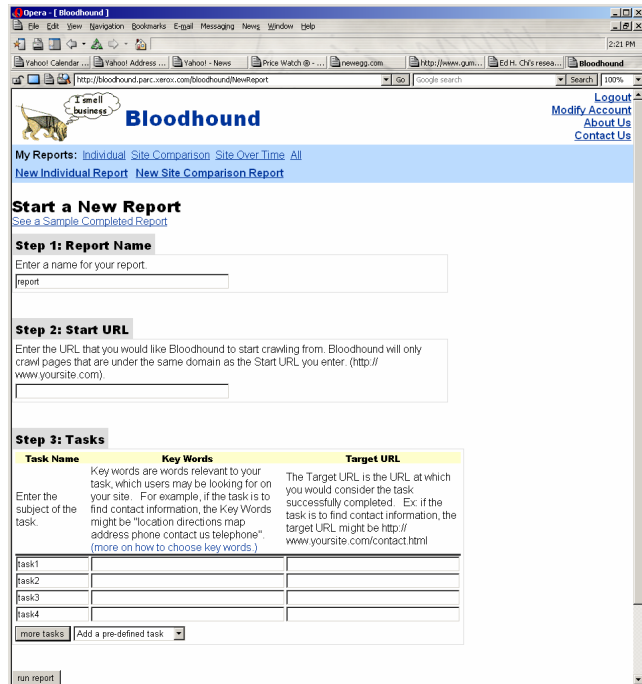 Opera - [ Bloodhound ]
File Edit View Navigation Bookmarks E-mail Messaging News Window Help
2:21 PM
Yahoo! Calendar ... Yahoo! Address ... Yahoo! - News Price Watch ® - ... newegg.com http://www.gum... Ed H. Chi's resea... Bloodhound
http://bloodhound.parc.xerox.com/bloodhound/NewReport Go Google search Search 100%
I smell
business
Bloodhound
Logout
Modify Account
About Us
Contact Us
My Reports: Individual Site Comparison Site Over Time All
New Individual Report New Site Comparison Report
Start a New Report
See a Sample Completed Report
Step 1: Report Name
Enter a name for your report.
report
Step 2: Start URL
Enter the URL that you would like Bloodhound to start crawling from. Bloodhound will only
crawl pages that are under the same domain as the Start URL you enter. (http://
www.yoursite.com).
Step 3: Tasks
Task Name Key Words Target URL
Enter the
subject of the
task.
Key words are words relevant to your
task, which users may be looking for on
your site. For example, if the task is to
find contact information, the Key Words
might be "location directions map
address phone contact us telephone".
(more on how to choose key words.)
The Target URL is the URL at which
you would consider the task
successfully completed. Ex: if the
task is to find contact information, the
target URL might be http://
www.yoursite.com/contact.html
task1
task2
task3
task4
more tasks Add a pre-defined task
run report